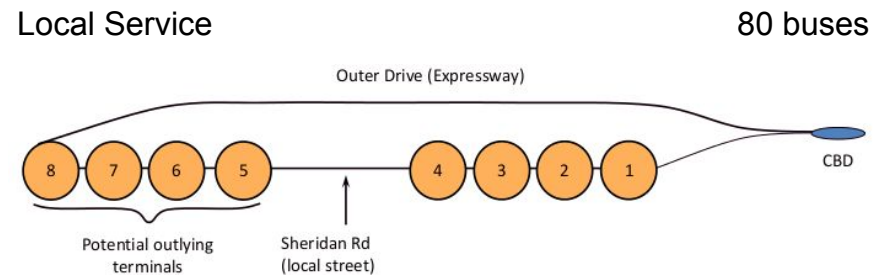 Local Service 80 buses
Outer Drive (Expressway)
8 7 6 5 4 3 2 1
CBD
Potential outlying
terminals
Sheridan Rd
(local street)